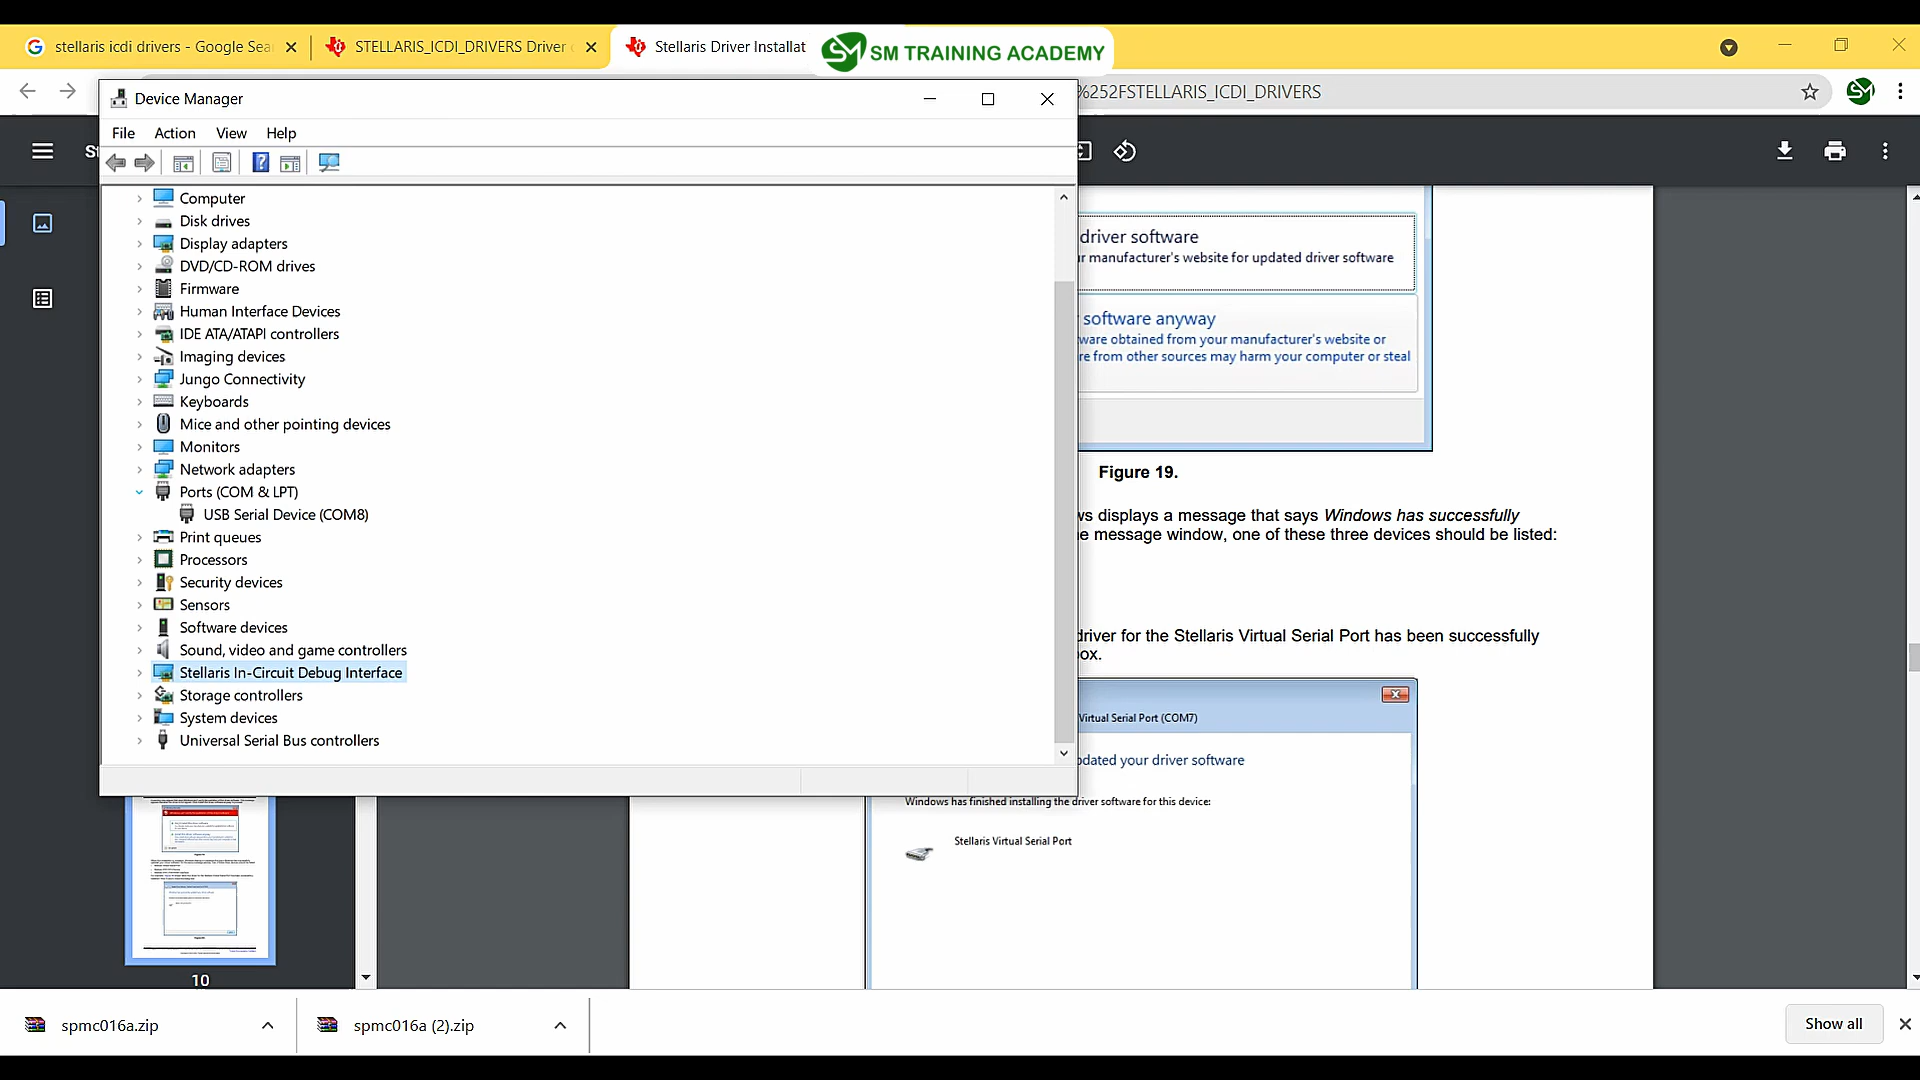 stellaris icdi drivers - Google Sea
STELLARIS_ICDI_DRIVERS Driver
Stellaris Driver Installat
SM TRAINING ACADEMY
%252FSTELLARIS_ICDI_DRIVERS
Device Manager
File Action View Help
Computer
Disk drives
Display adapters
DVD/CD-ROM drives
Firmware
Human Interface Devices
IDE ATA/ATAPI controllers
Imaging devices
Jungo Connectivity
Keyboards
Mice and other pointing devices
Monitors
Network adapters
Ports (COM & LPT)
USB Serial Device (COM8)
Print queues
Processors
Security devices
Sensors
Software devices
Sound, video and game controllers
Stellaris In-Circuit Debug Interface
Storage controllers
System devices
Universal Serial Bus controllers
driver software
ur manufacturer's website for updated driver software
software anyway
ware obtained from your manufacturer's website or
re from other sources may harm your computer or steal
Figure 19.
ws displays a message that says Windows has successfully
e message window, one of these three devices should be listed:
driver for the Stellaris Virtual Serial Port has been successfully
ox.
Virtual Serial Port (COM7)
pdated your driver software
Windows has finished installing the driver software for this device:
Stellaris Virtual Serial Port
10
spmc016a.zip
spmc016a (2).zip
Show all